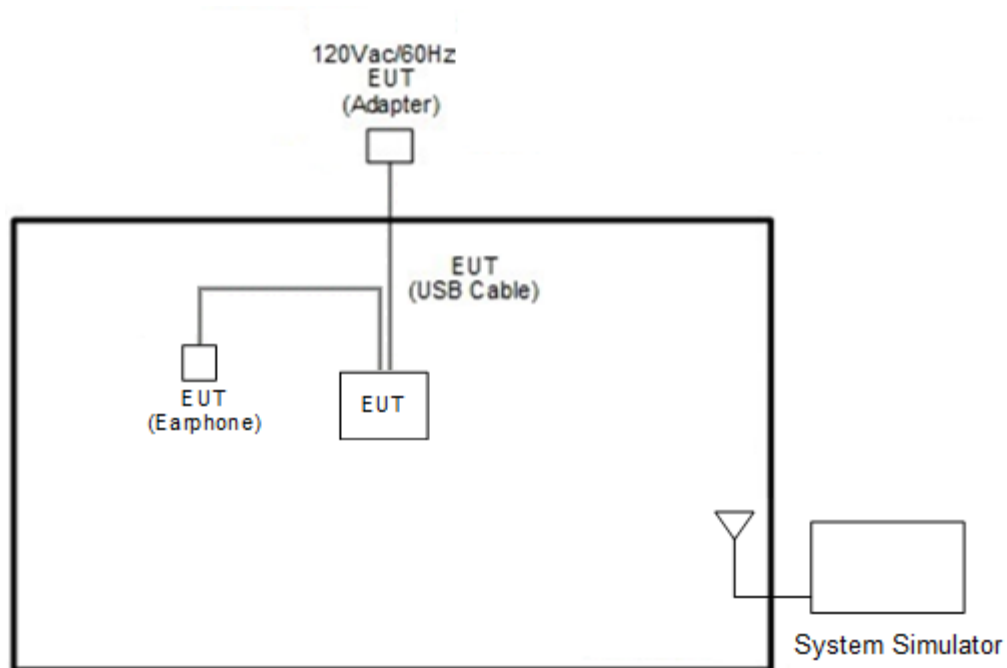 120Vac/60Hz
EUT
(Adapter)
EUT
(USB Cable)
EUT
(Earphone)
EUT
System Simulator